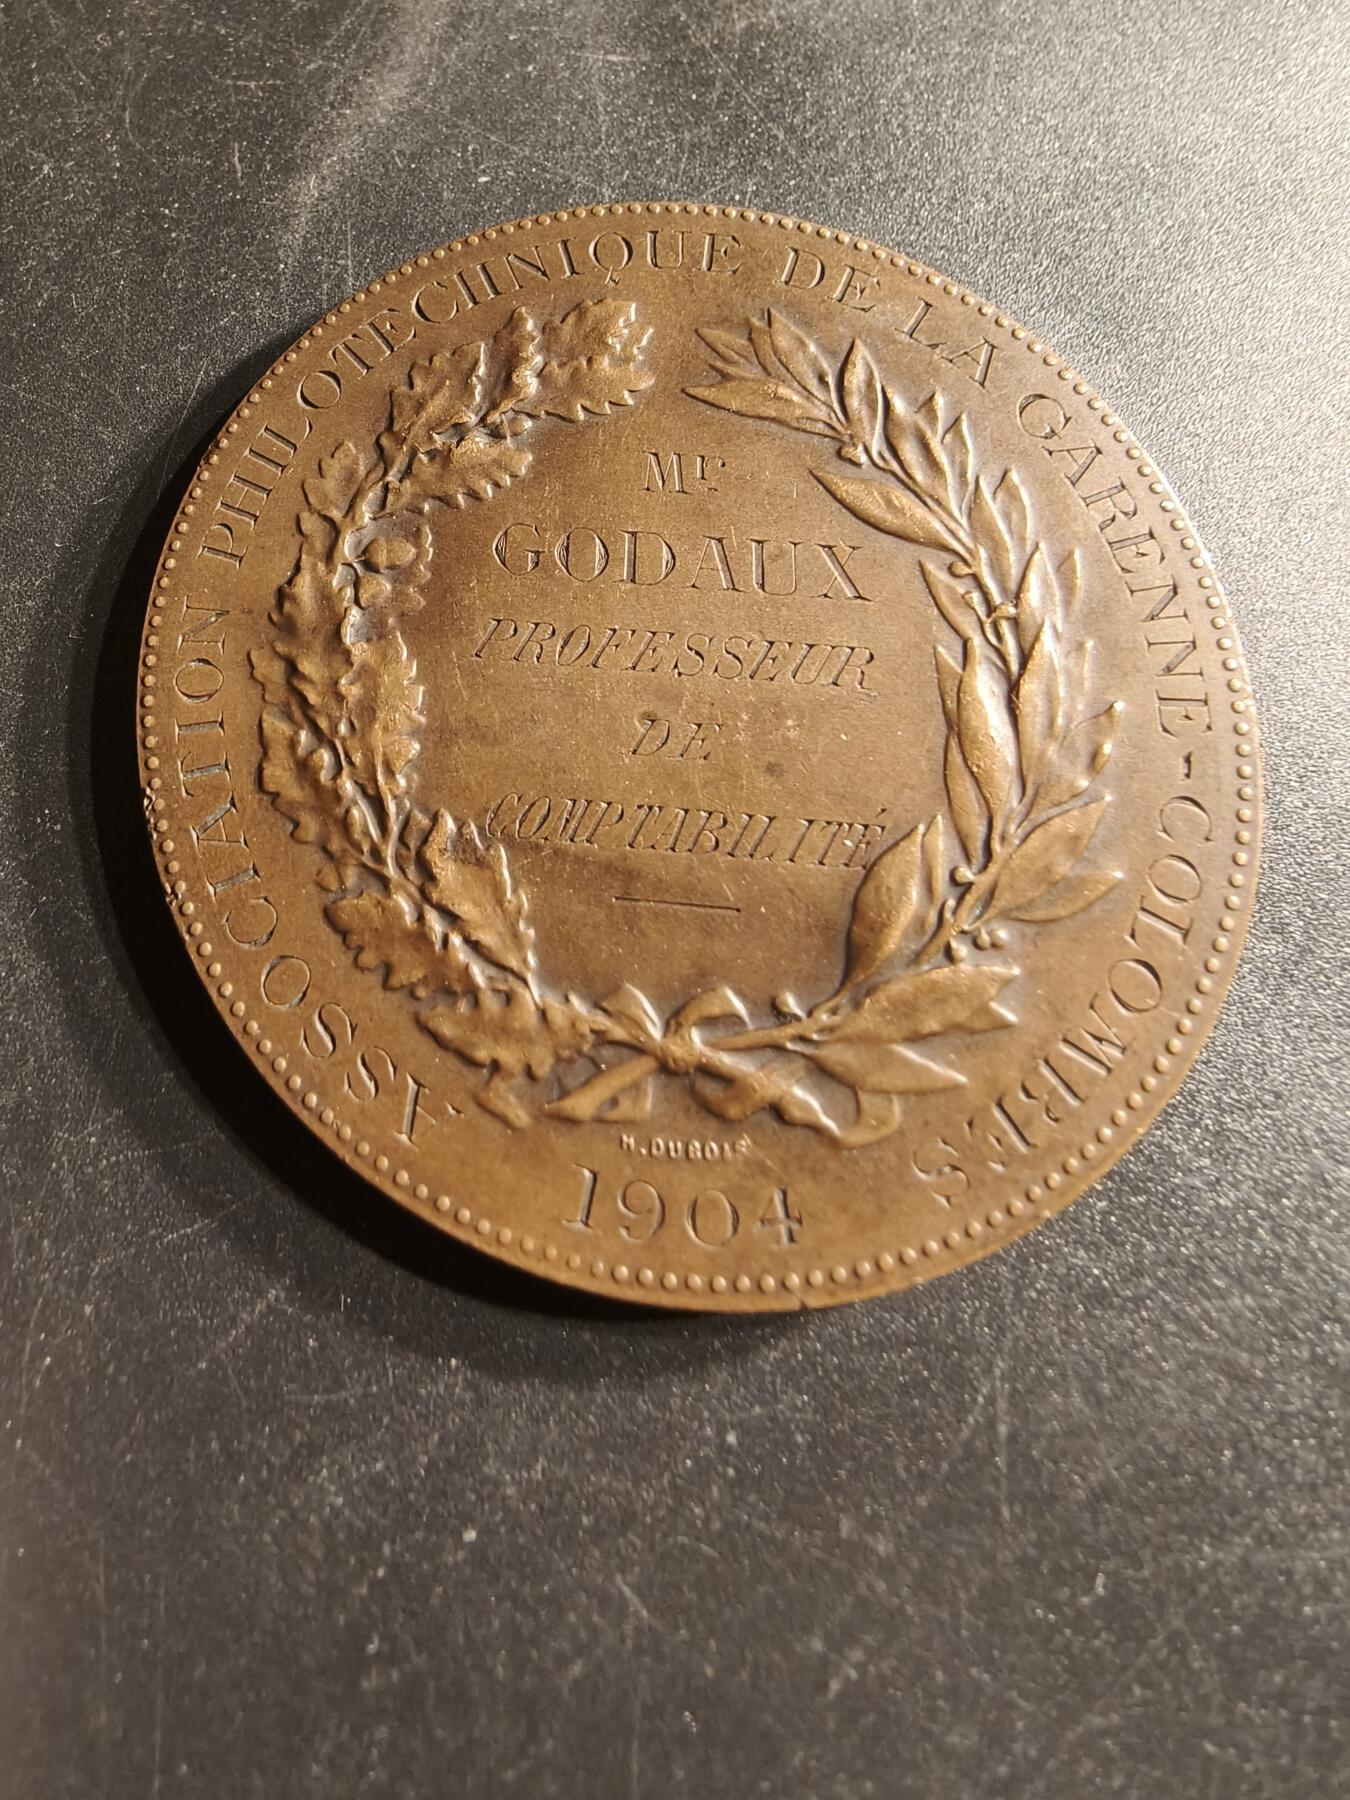 ASSOCIATION PHILOTECHNIQUE DE LA GARENNE-COLOMBES
Mr
GODAUX
PROFESSEUR
DE
COMPTABILITÉ
H.DUBOIS
1904